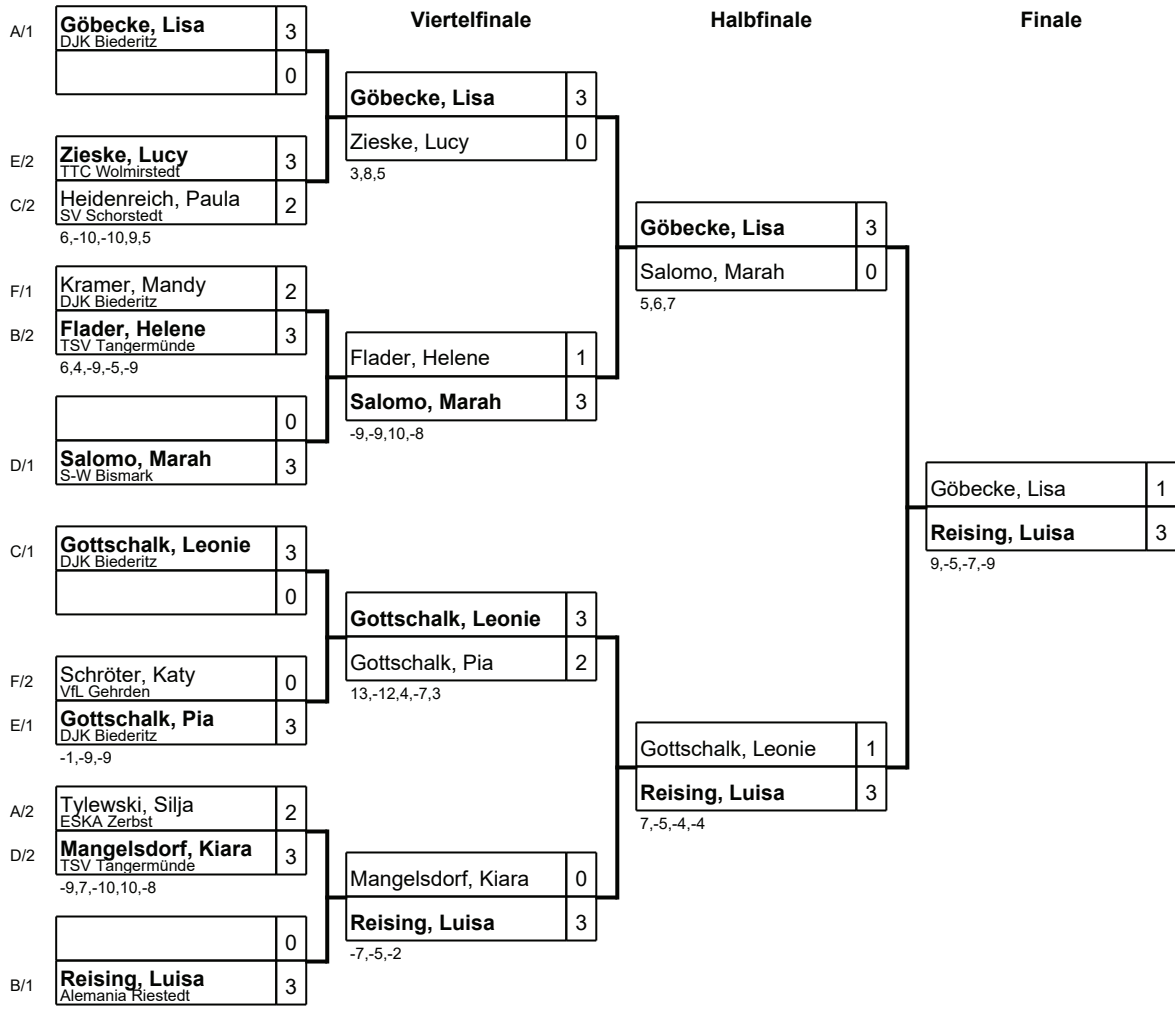 Viertelfinale
Halbfinale
Finale
A/1 Göbecke, Lisa 3
DJK Biederitz
0
E/2 Zieske, Lucy 3
TTC Wolmirstedt
C/2 Heidenreich, Paula 2
SV Schorstedt
6,-10,-10,9,5
F/1 Kramer, Mandy 2
DJK Biederitz
B/2 Flader, Helene 3
TSV Tangermünde
6,4,-9,-5,-9
0
D/1 Salomo, Marah 3
S-W Bismark
C/1 Gottschalk, Leonie 3
DJK Biederitz
0
F/2 Schröter, Katy 0
VfL Gehrden
E/1 Gottschalk, Pia 3
DJK Biederitz
-1,-9,-9
A/2 Tylewski, Silja 2
ESKA Zerbst
D/2 Mangelsdorf, Kiara 3
TSV Tangermünde
-9,7,-10,10,-8
0
B/1 Reising, Luisa 3
Alemania Riestedt
Göbecke, Lisa 3
Zieske, Lucy 0
3,8,5
Flader, Helene 1
Salomo, Marah 3
-9,-9,10,-8
Gottschalk, Leonie 3
Gottschalk, Pia 2
13,-12,4,-7,3
Mangelsdorf, Kiara 0
Reising, Luisa 3
-7,-5,-2
Göbecke, Lisa 3
Salomo, Marah 0
5,6,7
Gottschalk, Leonie 1
Reising, Luisa 3
7,-5,-4,-4
Göbecke, Lisa 1
Reising, Luisa 3
9,-5,-7,-9